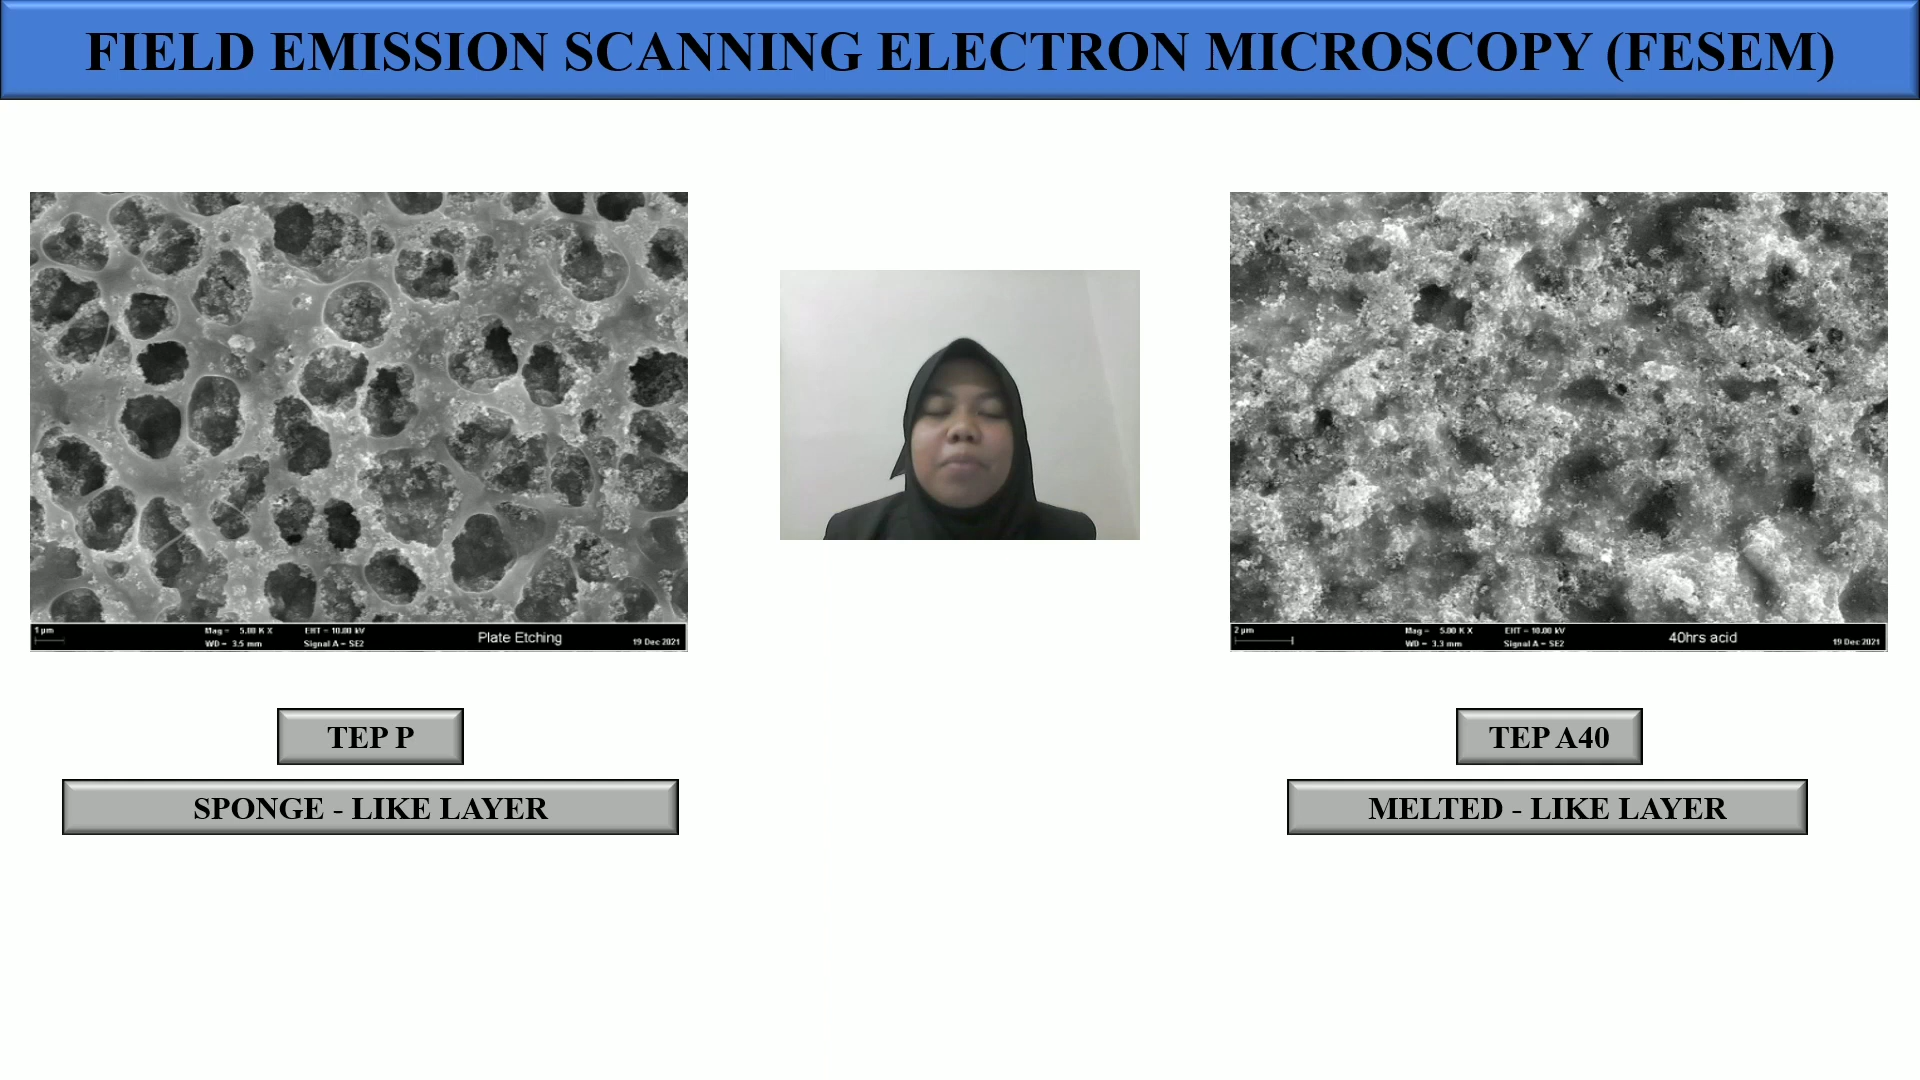 FIELD EMISSION SCANNING ELECTRON MICROSCOPY (FESEM)
1 µm
Mag = 5.00 K X
EHT = 10.00 kV
WD = 3.5 mm
Signal A = SE2
Plate Etching
19 Dec 2021
2 µm
Mag = 5.00 K X
EHT = 10.00 kV
WD = 3.3 mm
Signal A = SE2
40hrs acid
19 Dec 2021
TEP P
TEP A40
SPONGE - LIKE LAYER
MELTED - LIKE LAYER